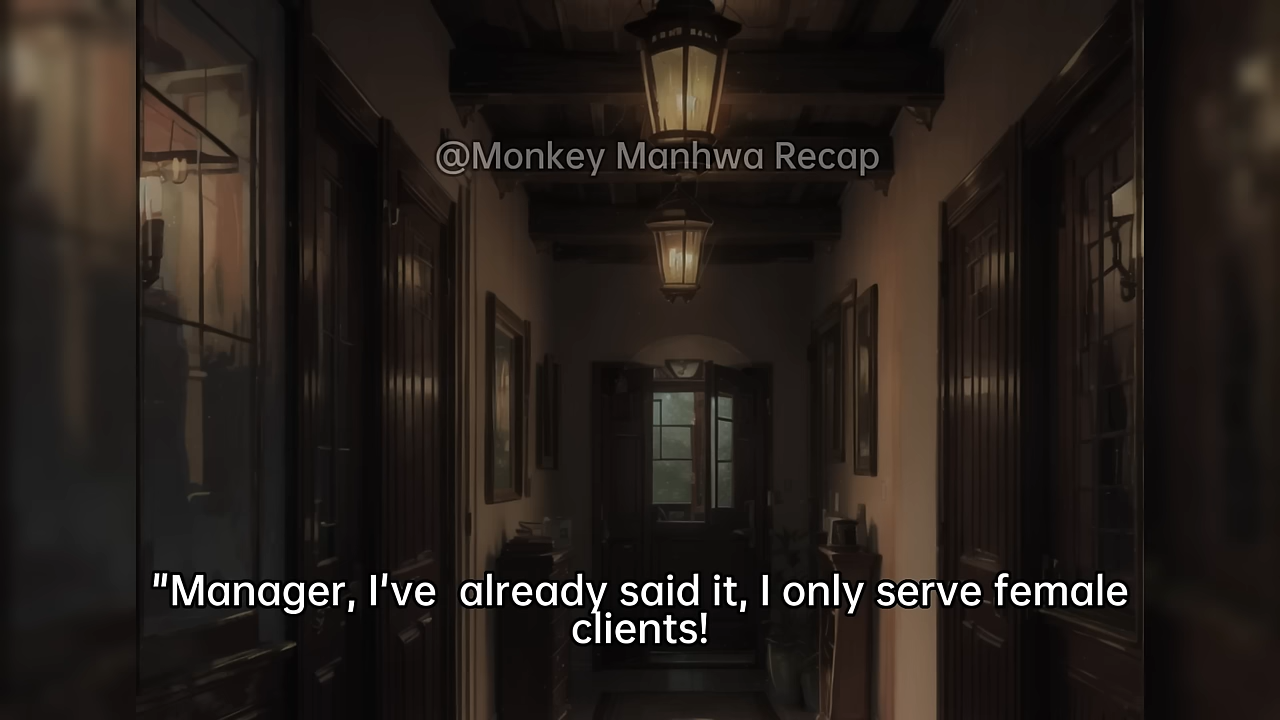 @Monkey Manhwa Recap
"Manager, I've  already said it, I only serve female
clients!